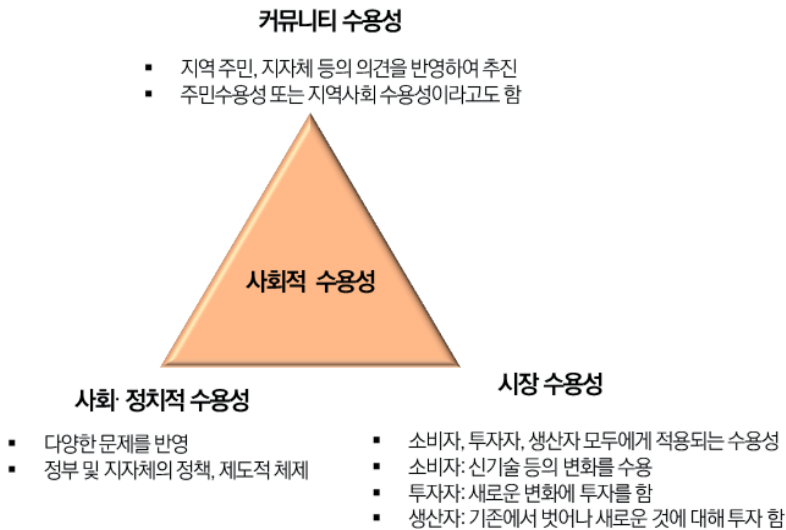 커뮤니티 수용성
▪ 지역 주민, 지자체 등의 의견을 반영하여 추진
▪ 주민수용성 또는 지역사회 수용성이라고도 함
사회적 수용성
사회· 정치적 수용성
▪ 다양한 문제를 반영
▪ 정부 및 지자체의 정책, 제도적 체제
시장 수용성
▪ 소비자, 투자자, 생산자 모두에게 적용되는 수용성
▪ 소비자: 신기술 등의 변화를 수용
▪ 투자자: 새로운 변화에 투자를 함
▪ 생산자: 기존에서 벗어나 새로운 것에 대해 투자 함